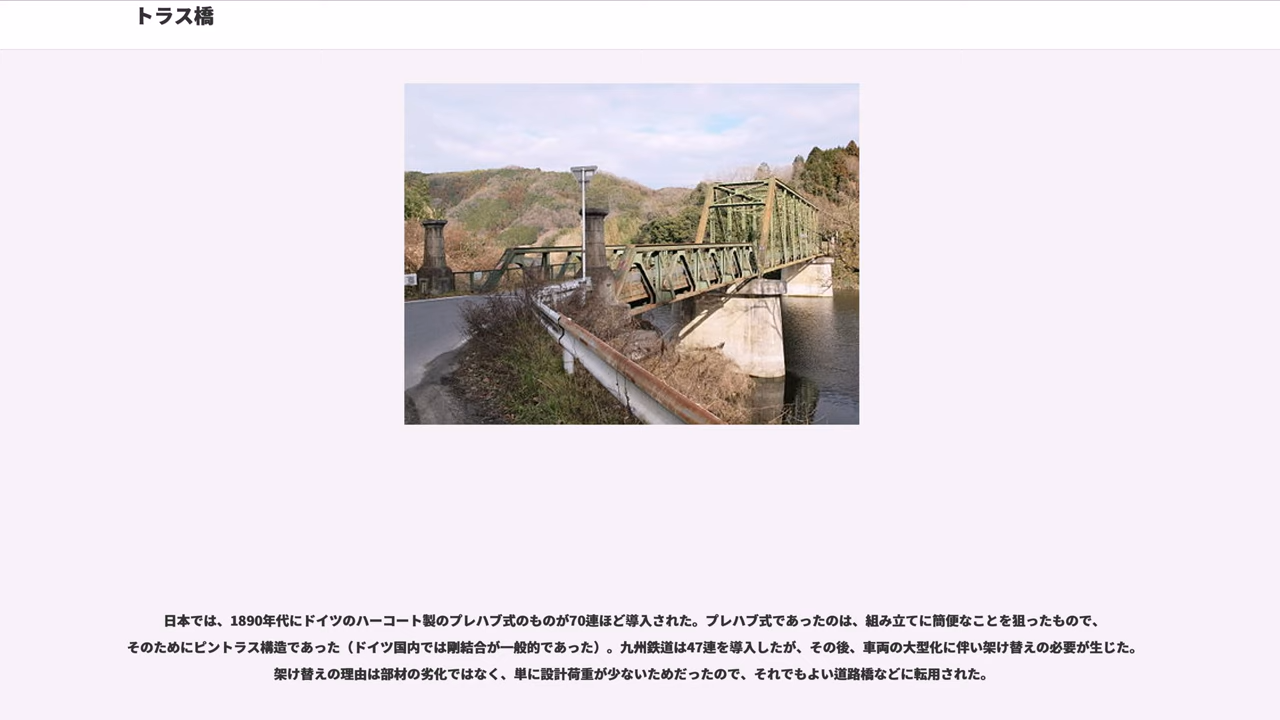 トラス橋
日本では、1890年代にドイツのハーコート製のプレハブ式のものが70連ほど導入された。プレハブ式であったのは、組み立てに簡便なことを狙ったもので、
そのためにピントラス構造であった（ドイツ国内では剛結合が一般的であった）。九州鉄道は47連を導入したが、その後、車両の大型化に伴い架け替えの必要が生じた。
架け替えの理由は部材の劣化ではなく、単に設計荷重が少ないためだったので、それでもよい道路橋などに転用された。